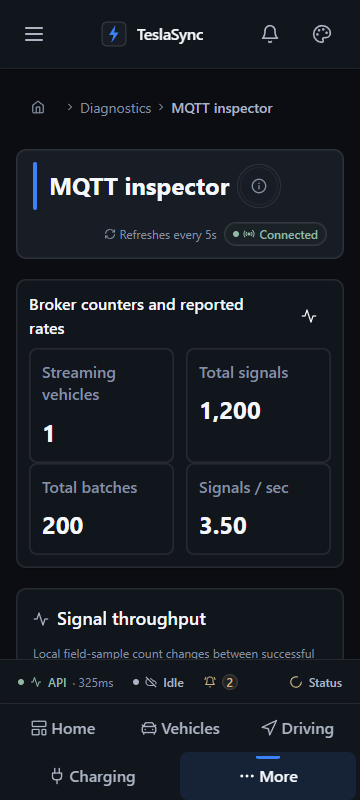 TeslaSync
Diagnostics MQTT inspector
MQTT inspector
Refreshes every 5s Connected
Broker counters and reported
rates
Streaming
vehicles
1
Total signals
1,200
Total batches
200
Signals / sec
3.50
Signal throughput
Local field-sample count changes between successful
API · 325ms Idle 2 Status
Home Vehicles Driving
Charging More